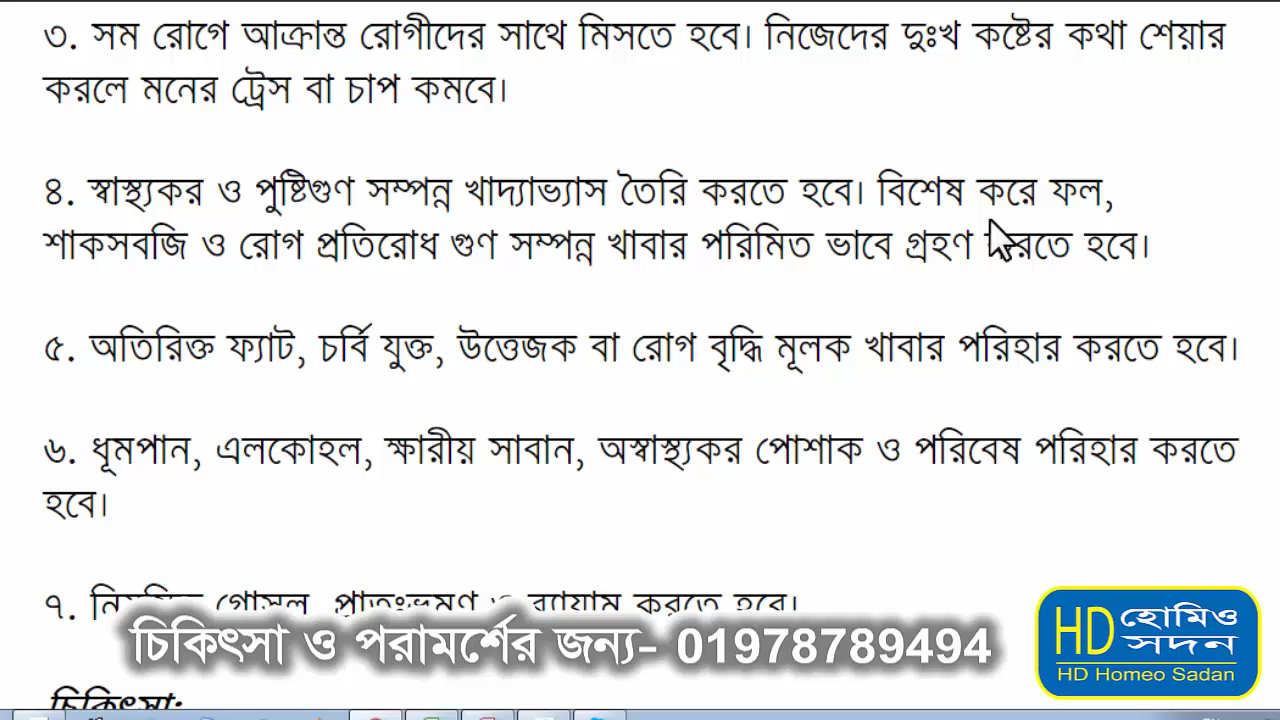 ৩. সম রোগে আক্রান্ত রোগীদের সাথে মিসতে হবে। নিজেদের দুঃখ কষ্টের কথা শেয়ার
করলে মনের ট্রেস বা চাপ কমবে।
৪. স্বাস্থ্যকর ও পুষ্টিগুণ সম্পন্ন খাদ্যাভ্যাস তৈরি করতে হবে। বিশেষ করে ফল,
শাকসবজি ও রোগ প্রতিরোধ গুণ সম্পন্ন খাবার পরিমিত ভাবে গ্রহণ করতে হবে।
৫. অতিরিক্ত ফ্যাট, চর্বি যুক্ত, উত্তেজক বা রোগ বৃদ্ধি মূলক খাবার পরিহার করতে হবে।
৬. ধূমপান, এলকোহল, ক্ষারীয় সাবান, অস্বাস্থ্যকর পোশাক ও পরিবেষ পরিহার করতে
হবে।
৭. নিয়মিত গোসল, প্রাতঃভ্রমণ ও ব্যায়াম করতে হবে।
চিকিৎসা ও পরামর্শের জন্য- 01978789494
HD হোমিও
সদন
HD Homeo Sadan
চিকিৎসা: